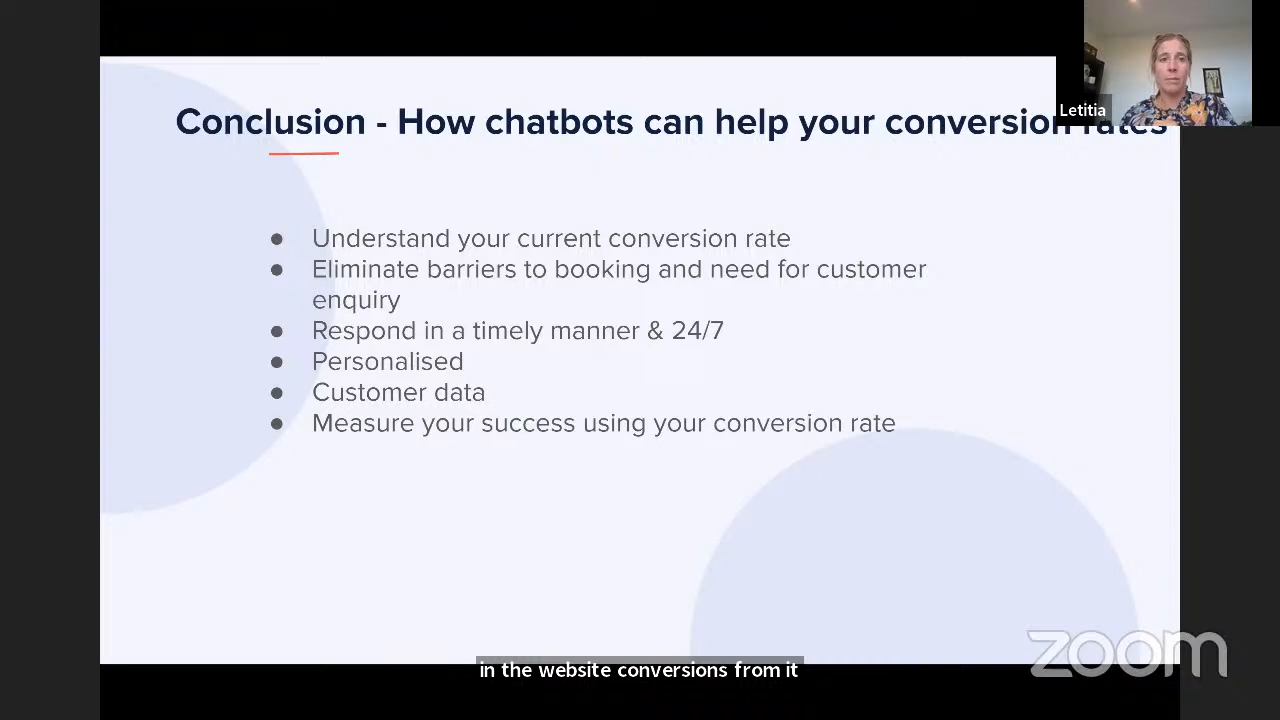 Letitia
Conclusion - How chatbots can help your conversion rates
● Understand your current conversion rate
● Eliminate barriers to booking and need for customer
enquiry
● Respond in a timely manner & 24/7
● Personalised
● Customer data
● Measure your success using your conversion rate
zoom
in the website conversions from it